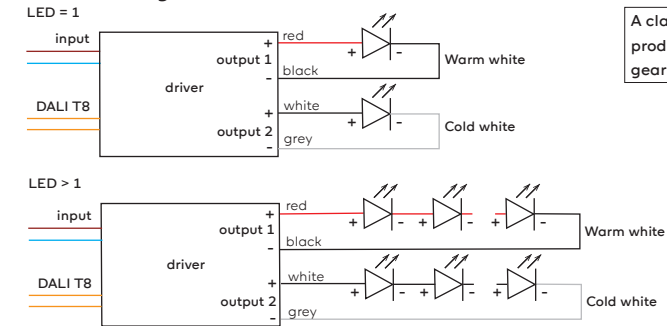 LED = 1
A cla
prod
gear
input
DALI T8
driver
+
output 1
-
+
output 2
-
red
black
white
grey
+ -
Warm white
+ -
Cold white
LED > 1
input
DALI T8
driver
+
output 1
-
+
output 2
-
red
black
white
grey
+ - + - + -
Warm white
+ - + - + -
Cold white